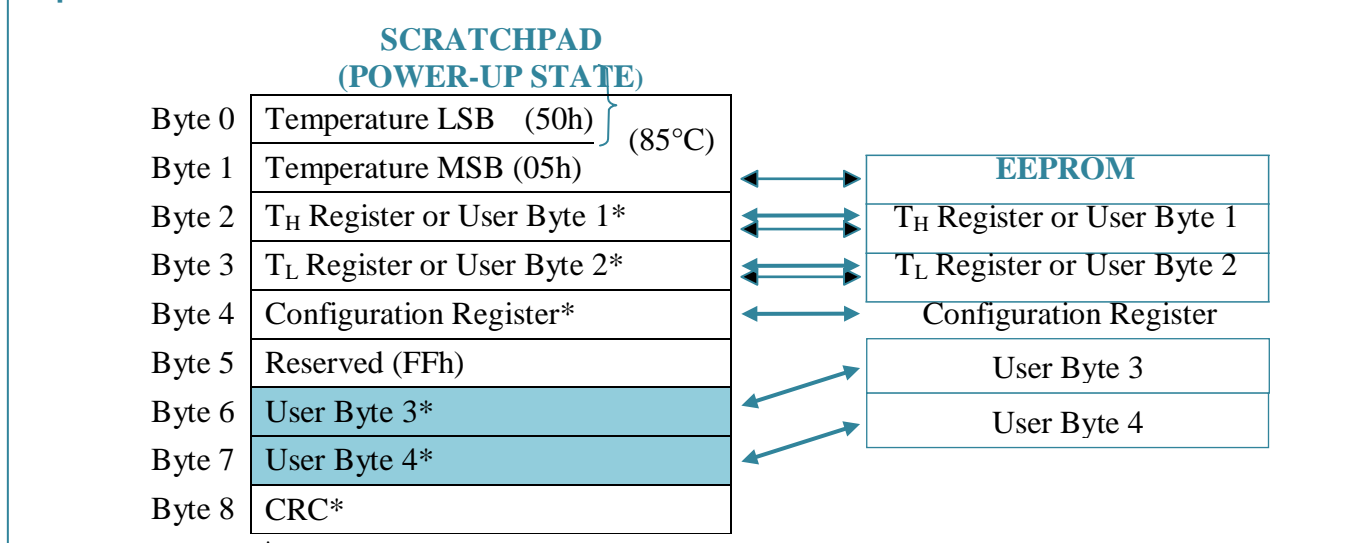 SCRATCHPAD
(POWER-UP STATE)
Byte 0 Temperature LSB (50h)
(85°C)
Byte 1 Temperature MSB (05h)
EEPROM
Byte 2 TH Register or User Byte 1*
TH Register or User Byte 1
Byte 3 TL Register or User Byte 2*
TL Register or User Byte 2
Byte 4 Configuration Register*
Configuration Register
Byte 5 Reserved (FFh)
User Byte 3
Byte 6 User Byte 3*
User Byte 4
Byte 7 User Byte 4*
Byte 8 CRC*